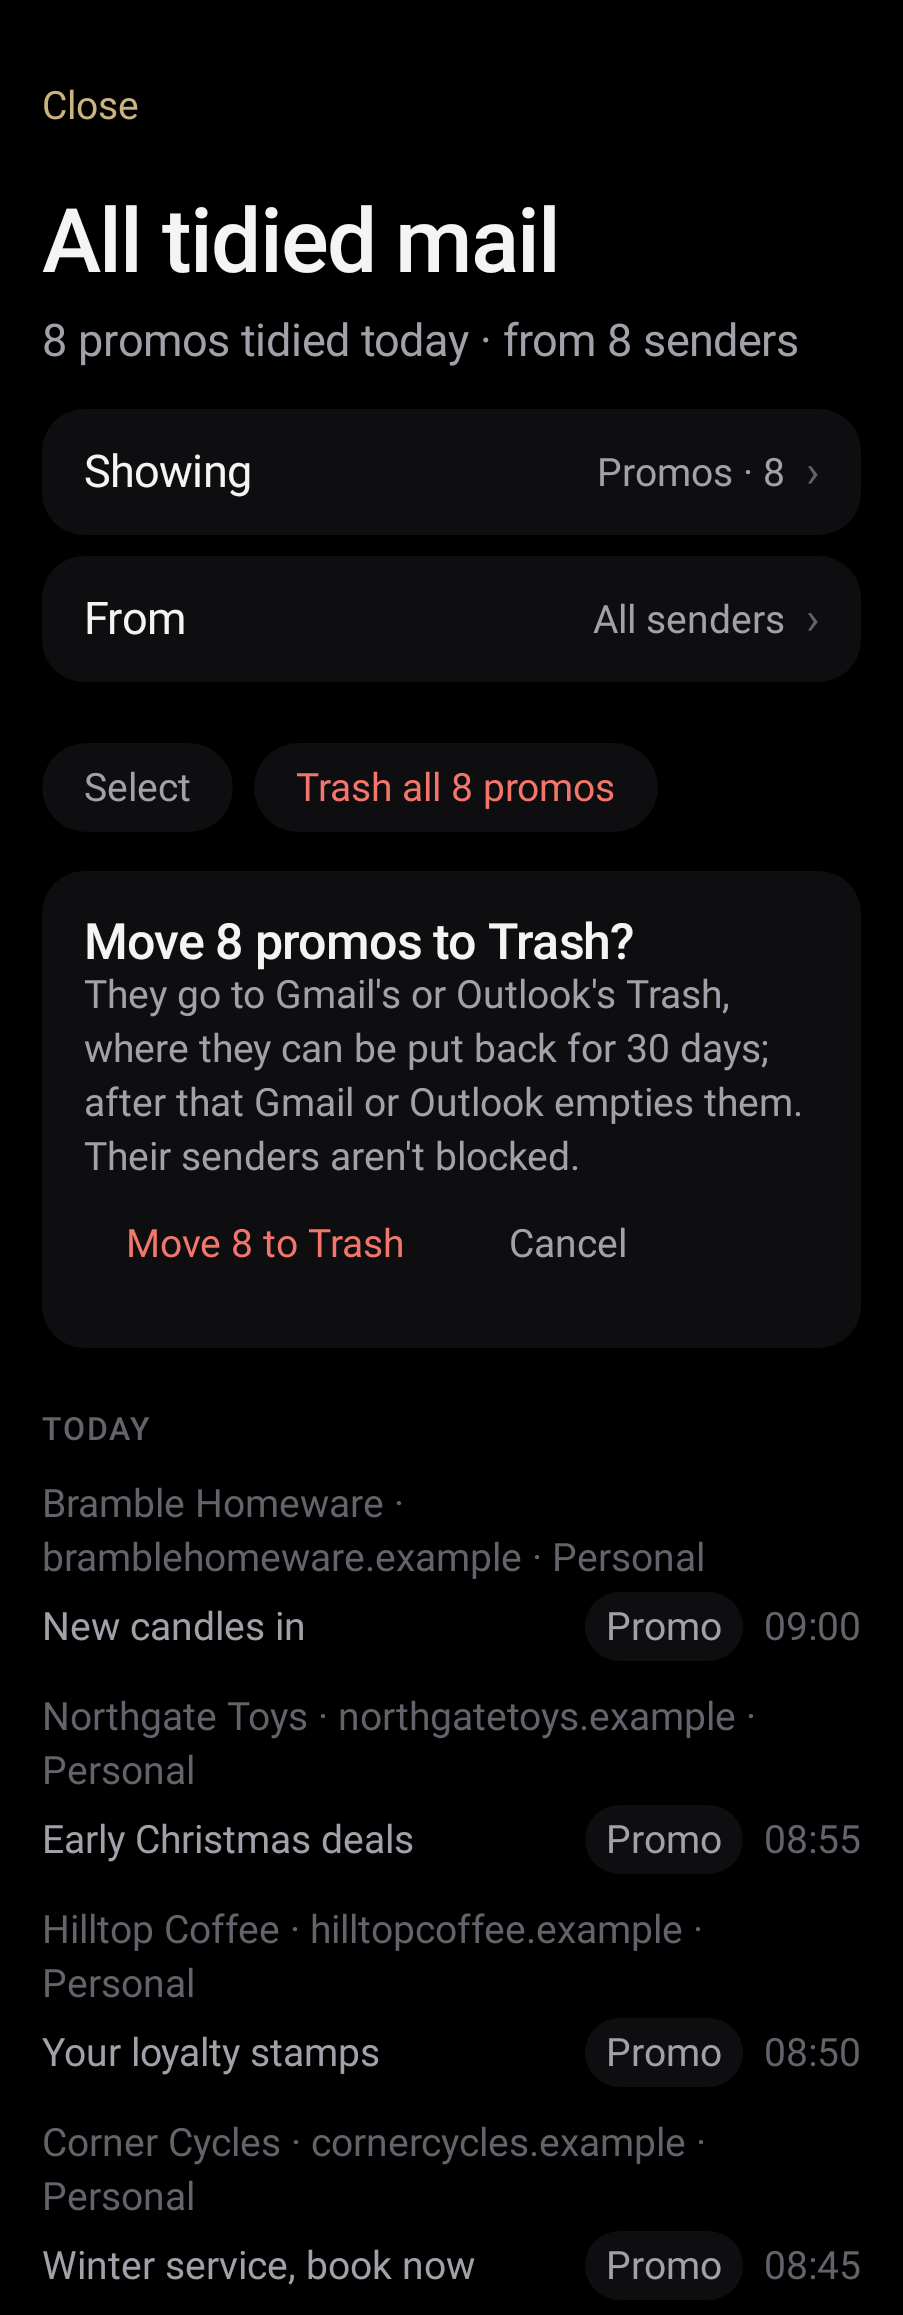 Close
All tidied mail
8 promos tidied today · from 8 senders
Showing
Promos · 8 ›
From
All senders ›
Select
Trash all 8 promos
Move 8 promos to Trash?
They go to Gmail's or Outlook's Trash,
where they can be put back for 30 days;
after that Gmail or Outlook empties them.
Their senders aren't blocked.
Move 8 to Trash
Cancel
TODAY
Bramble Homeware ·
bramblehomeware.example · Personal
New candles in
Promo
09:00
Northgate Toys · northgatetoys.example ·
Personal
Early Christmas deals
Promo
08:55
Hilltop Coffee · hilltopcoffee.example ·
Personal
Your loyalty stamps
Promo
08:50
Corner Cycles · cornercycles.example ·
Personal
Winter service, book now
Promo
08:45